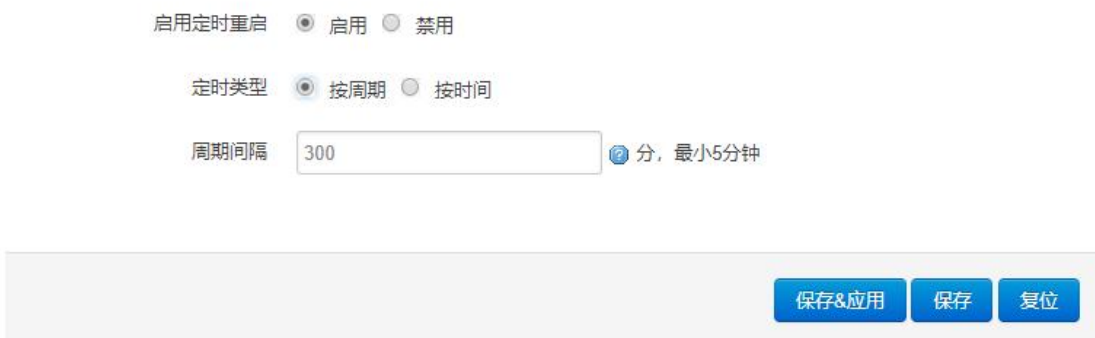 启用定时重启 启用 禁用
定时类型 按周期 按时间
周期间隔 300 分，最小5分钟
保存&应用 保存 复位